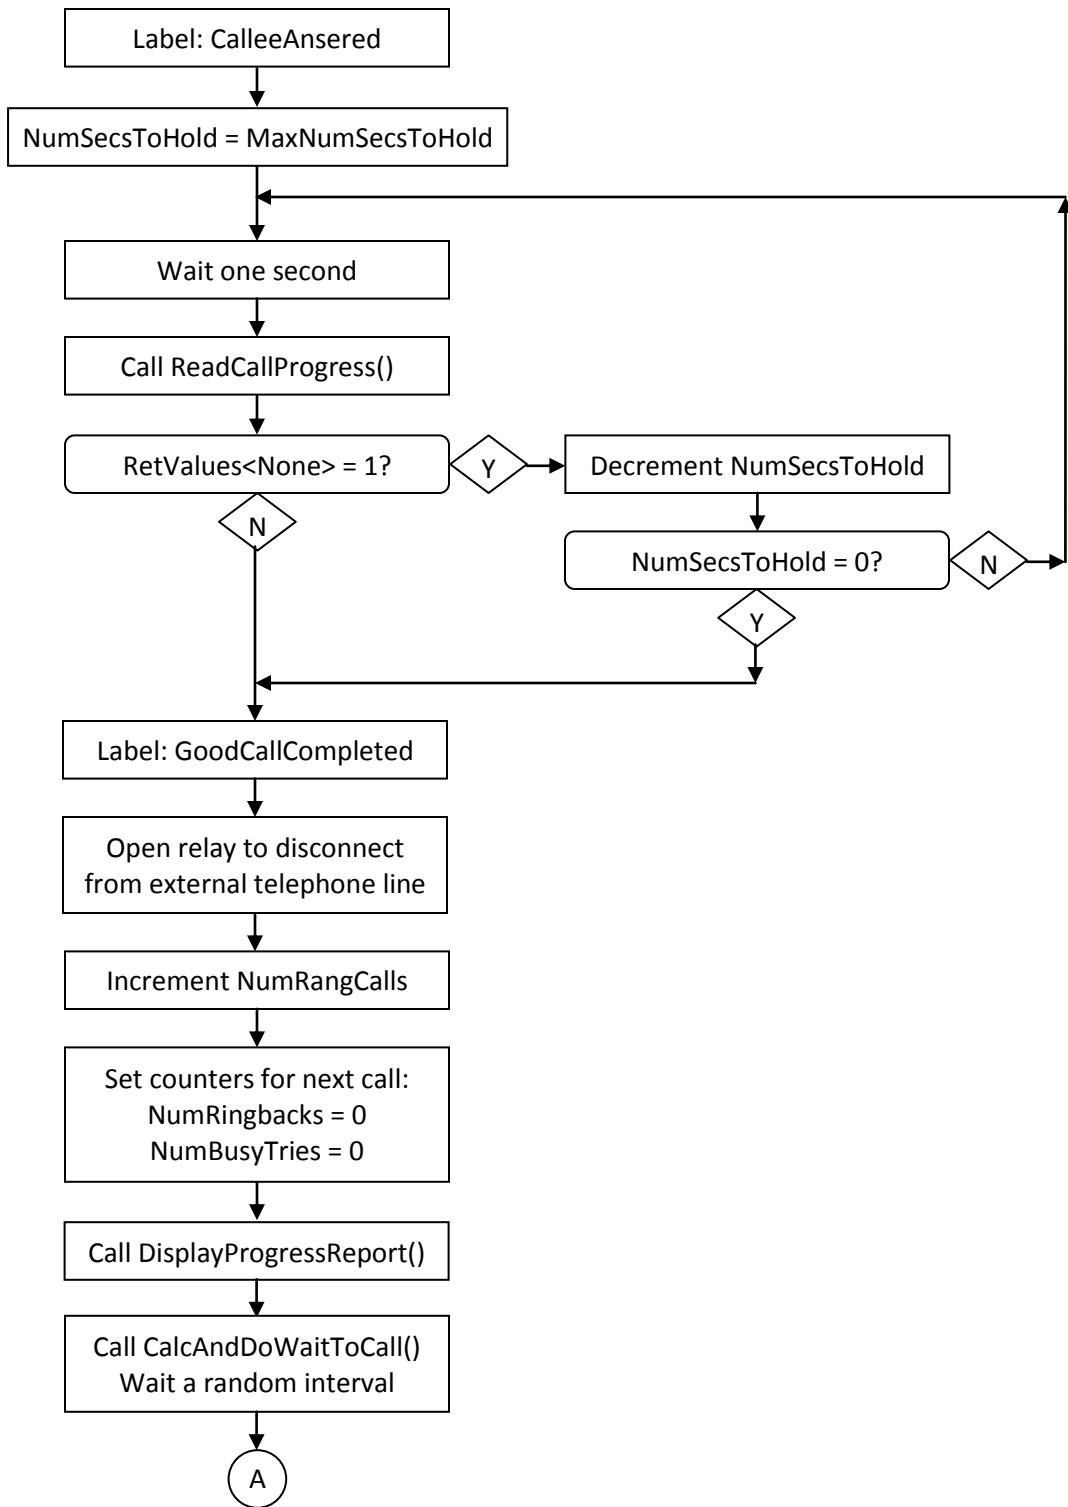 Label: CalleeAnsered
NumSecsToHold = MaxNumSecsToHold
Wait one second
Call ReadCallProgress()
RetValues<None> = 1?
Y
Decrement NumSecsToHold
N
NumSecsToHold = 0?
N
Y
Label: GoodCallCompleted
Open relay to disconnect
from external telephone line
Increment NumRangCalls
Set counters for next call:
NumRingbacks = 0
NumBusyTries = 0
Call DisplayProgressReport()
Call CalcAndDoWaitToCall()
Wait a random interval
A